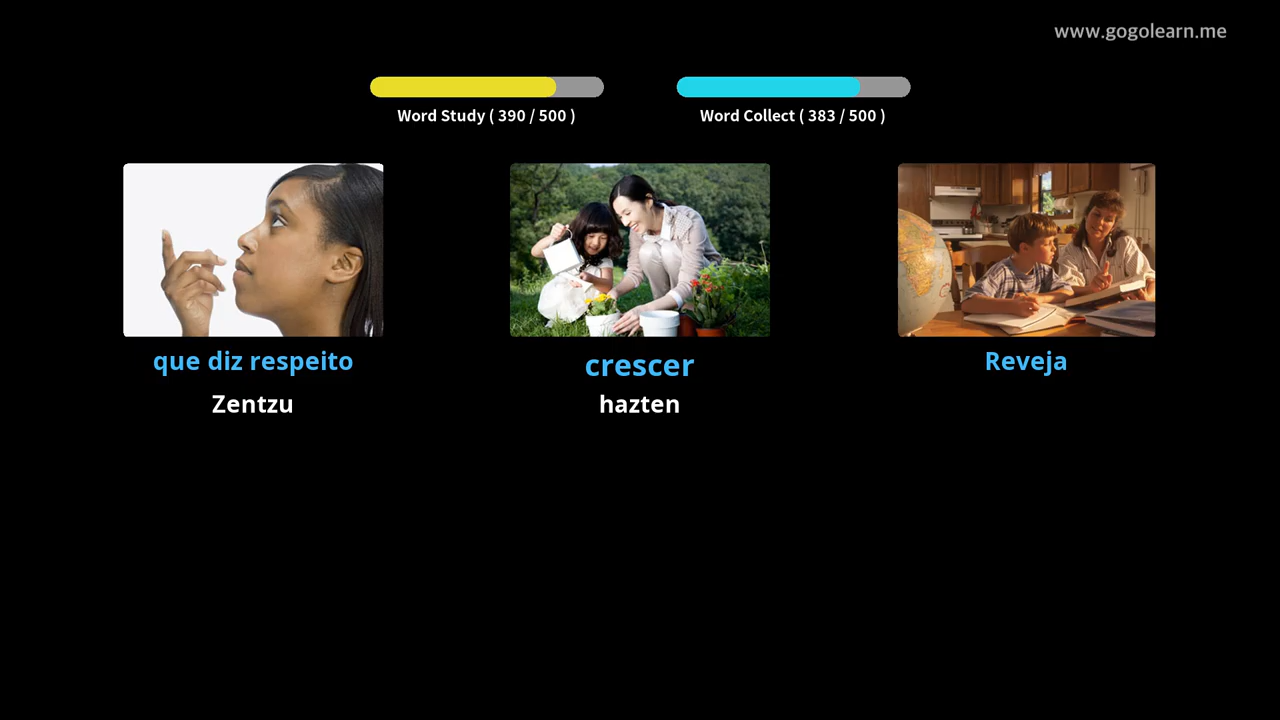 www.gogolearn.me
Word Study ( 390 / 500 )
Word Collect ( 383 / 500 )
que diz respeito
crescer
Reveja
Zentzu
hazten